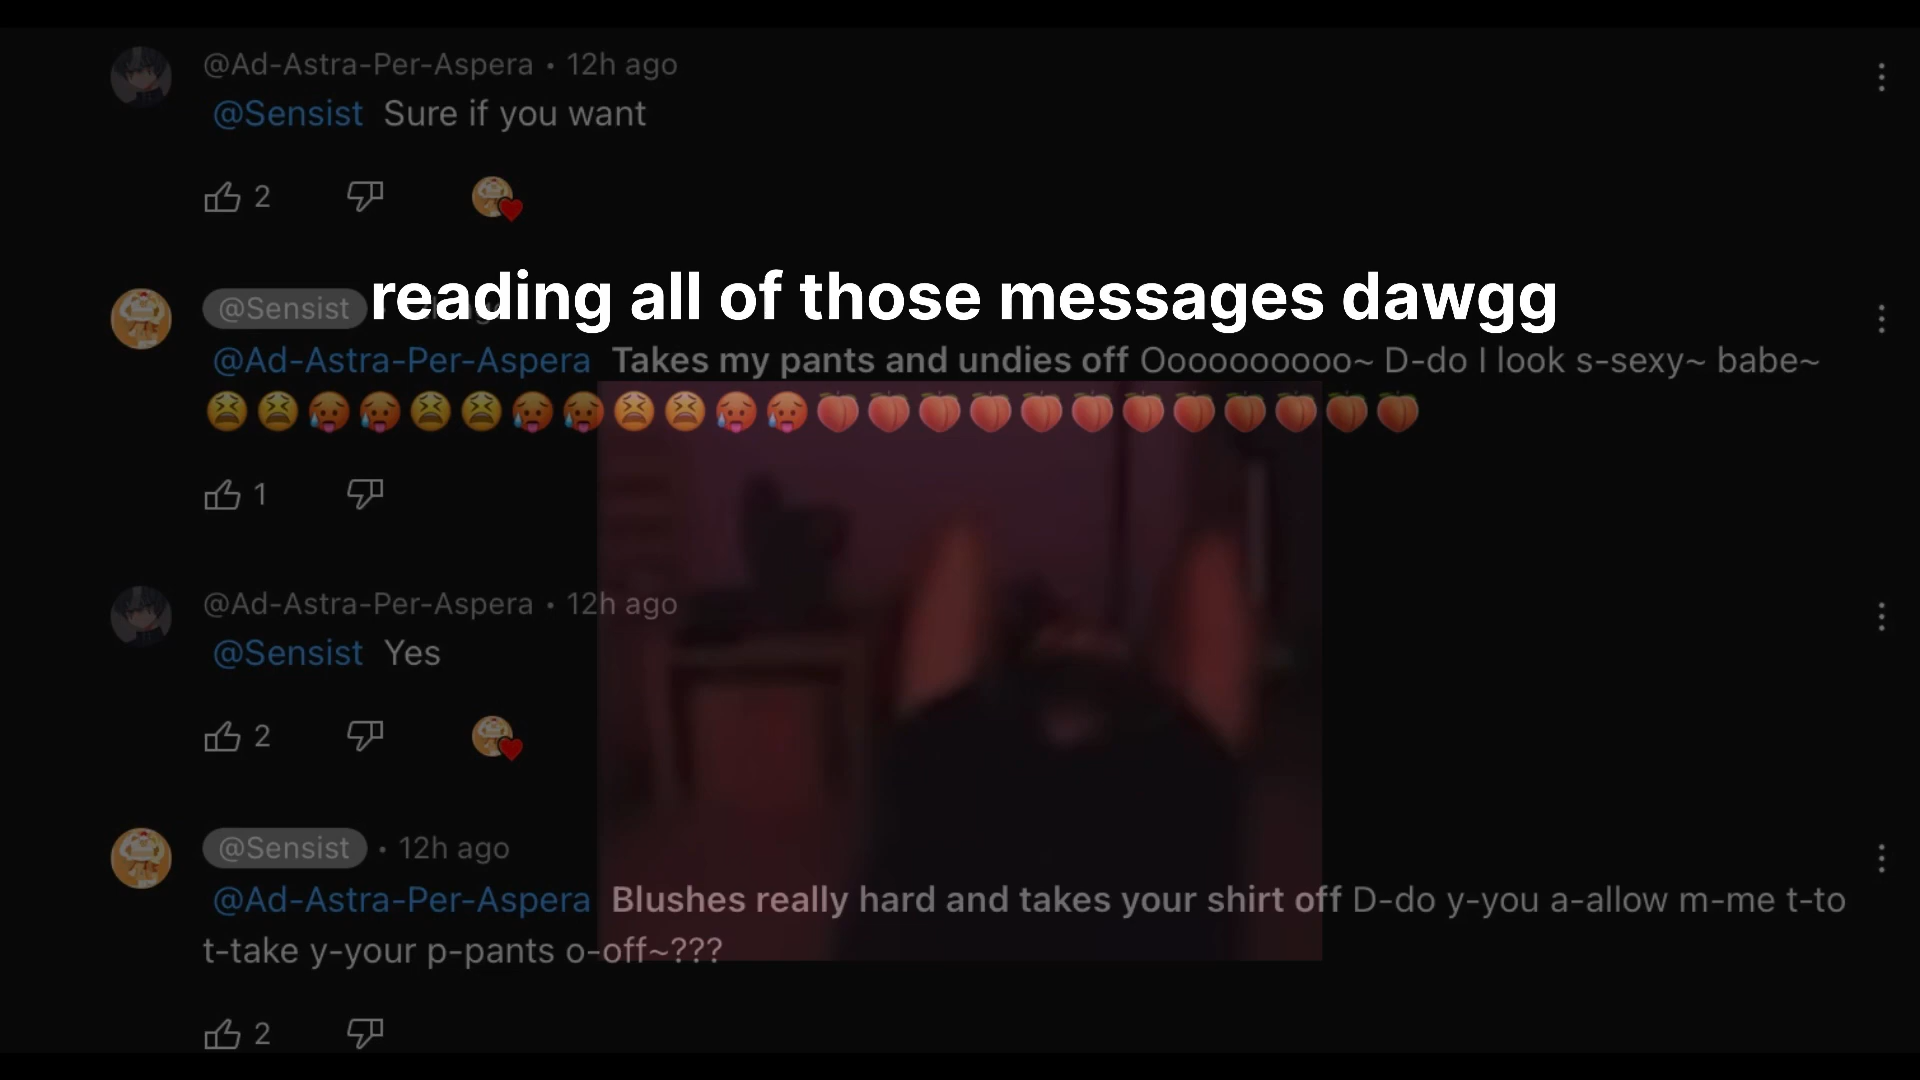 @Ad-Astra-Per-Aspera • 12h ago
@Sensist Sure if you want
2
reading all of those messages dawgg
@Sensist
@Ad-Astra-Per-Aspera Takes my pants and undies off Oooooooooo~ D-do I look s-sexy~ babe~
😫😫🥵🥵😫😫🥵🥵😫😫🥵🥵🍑🍑🍑🍑🍑🍑🍑🍑🍑🍑🍑🍑
1
@Ad-Astra-Per-Aspera • 12h ago
@Sensist Yes
2
@Sensist • 12h ago
@Ad-Astra-Per-Aspera Blushes really hard and takes your shirt off D-do y-you a-allow m-me t-to
t-take y-your p-pants o-off~???
2